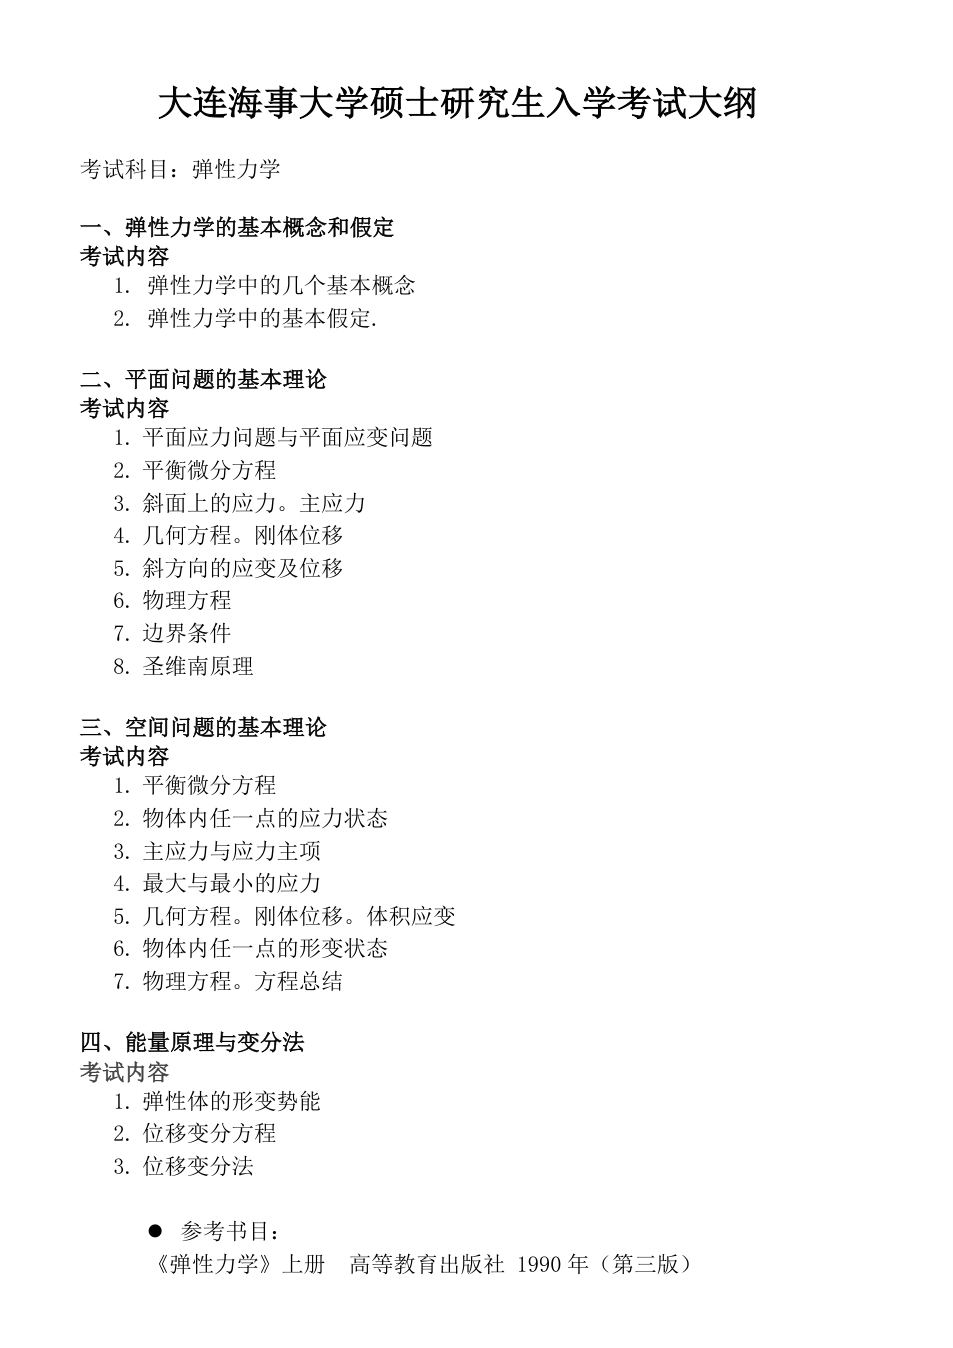 大连海事大学硕士研究生入学考试大纲
考试科目：弹性力学
一、弹性力学的基本概念和假定
考试内容
1. 弹性力学中的几个基本概念
2. 弹性力学中的基本假定.
二、平面问题的基本理论
考试内容
1. 平面应力问题与平面应变问题
2. 平衡微分方程
3. 斜面上的应力。主应力
4. 几何方程。刚体位移
5. 斜方向的应变及位移
6. 物理方程
7. 边界条件
8. 圣维南原理
三、空间问题的基本理论
考试内容
1. 平衡微分方程
2. 物体内任一点的应力状态
3. 主应力与应力主项
4. 最大与最小的应力
5. 几何方程。刚体位移。体积应变
6. 物体内任一点的形变状态
7. 物理方程。方程总结
四、能量原理与变分法
考试内容
1. 弹性体的形变势能
2. 位移变分方程
3. 位移变分法
● 参考书目：
《弹性力学》上册 高等教育出版社 1990 年（第三版）